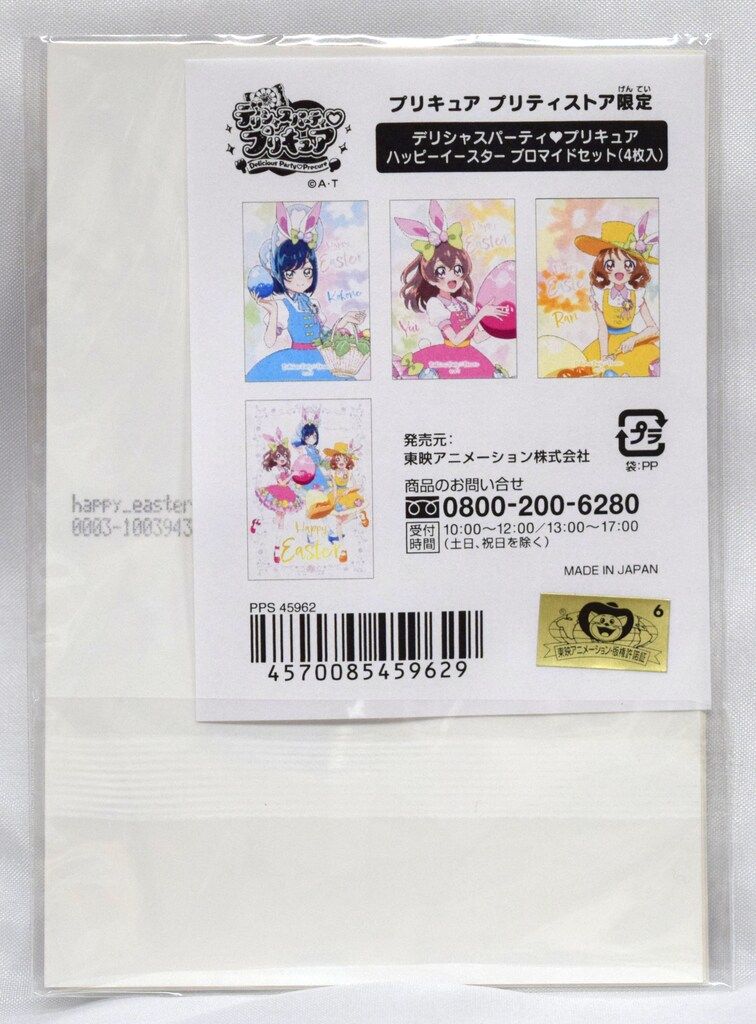 げんてい
プリキュア プリティストア限定
デリシャスパーティ♥プリキュア
Delicious Party♡Precure
©A・T
デリシャスパーティ♥プリキュア
ハッピーイースター ブロマイドセット(4枚入)
Happy
Easter
Kokone
Happy
Easter
Yui
Easter
Ran
Happy
Easter
発売元:
東映アニメーション株式会社
プラ
袋:PP
商品のお問い合せ
0800-200-6280
受付時間 10:00～12:00/13:00～17:00
(土日、祝日を除く)
MADE IN JAPAN
happy_easter
0003-1003943
PPS 45962
4570085459629
6
東映アニメーション・版権許諾証